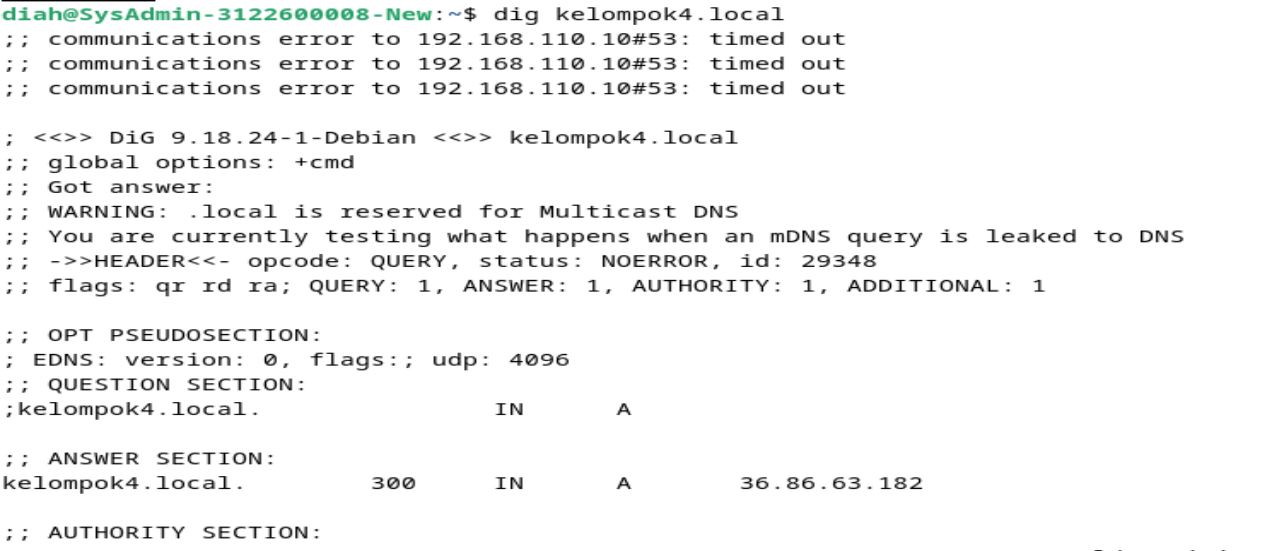 diah@SysAdmin-3122600008-New:~$ dig kelompok4.local
;; communications error to 192.168.110.10#53: timed out
;; communications error to 192.168.110.10#53: timed out
;; communications error to 192.168.110.10#53: timed out
; <<>> DiG 9.18.24-1-Debian <<>> kelompok4.local
;; global options: +cmd
;; Got answer:
;; WARNING: .local is reserved for Multicast DNS
;; You are currently testing what happens when an mDNS query is leaked to DNS
;; ->>HEADER<<- opcode: QUERY, status: NOERROR, id: 29348
;; flags: qr rd ra; QUERY: 1, ANSWER: 1, AUTHORITY: 1, ADDITIONAL: 1
;; OPT PSEUDOSECTION:
; EDNS: version: 0, flags:; udp: 4096
;; QUESTION SECTION:
;kelompok4.local. IN A
;; ANSWER SECTION:
kelompok4.local. 300 IN A 36.86.63.182
;; AUTHORITY SECTION: